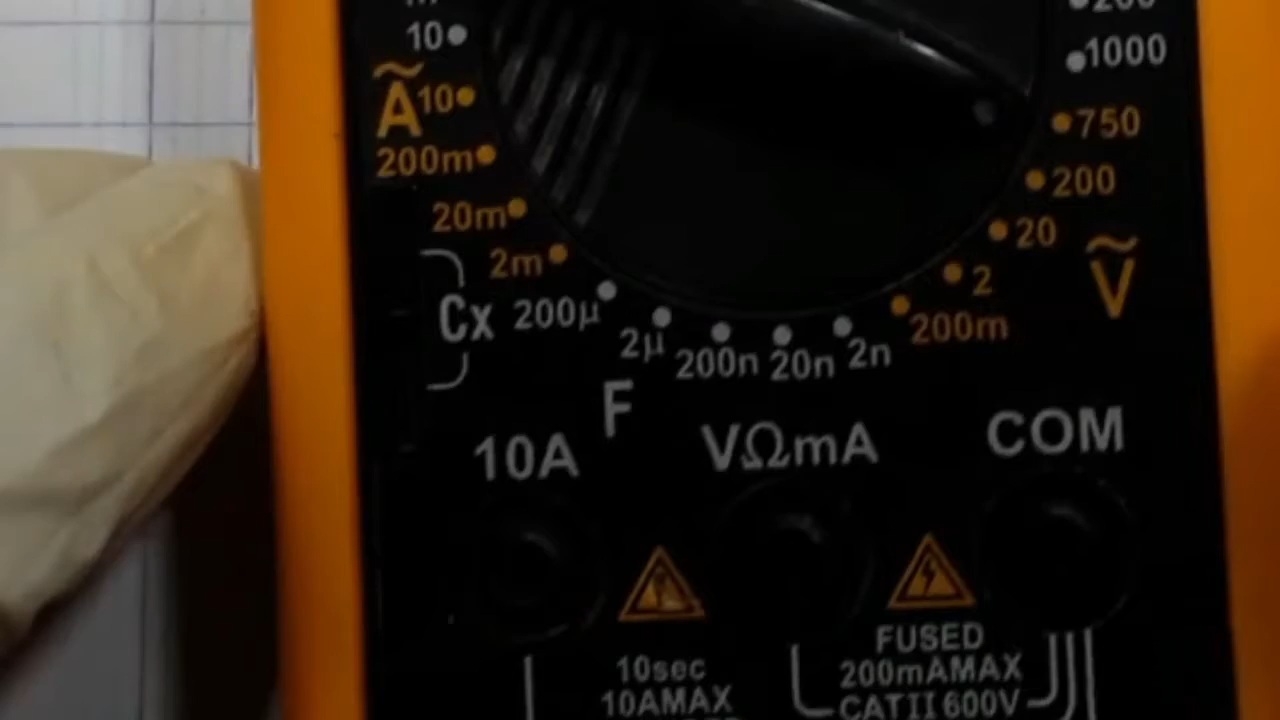 10
1000
A 10
750
200m
200
20m
20
2m
2
V
Cx 200µ
2µ
200n
20n
2n
200m
F
10A
VΩmA
COM
FUSED
10sec
200mAMAX
10AMAX
CATII 600V